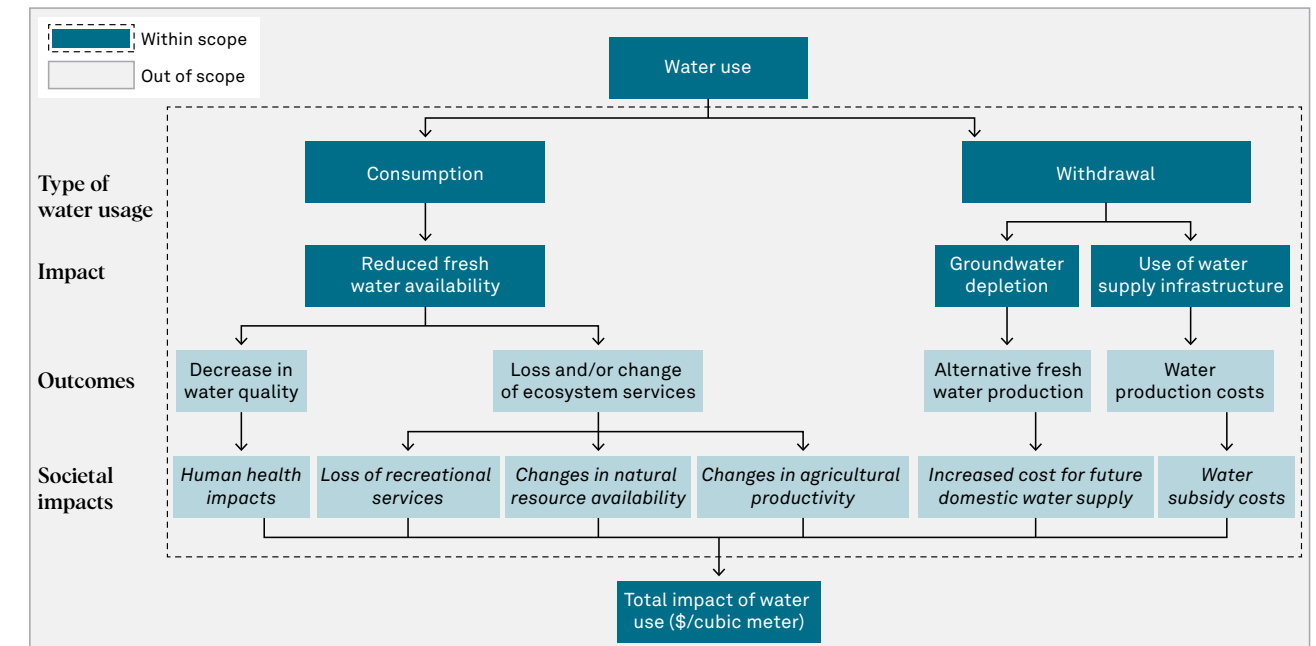 Within scope
Out of scope
Water use
Type of
water usage
Consumption
Withdrawal
Impact
Reduced fresh
water availability
Groundwater
depletion
Use of water
supply infrastructure
Outcomes
Decrease in
water quality
Loss and/or change
of ecosystem services
Alternative fresh
water production
Water
production costs
Societal
impacts
Human health
impacts
Loss of recreational
services
Changes in natural
resource availability
Changes in agricultural
productivity
Increased cost for future
domestic water supply
Water
subsidy costs
Total impact of water
use ($/cubic meter)